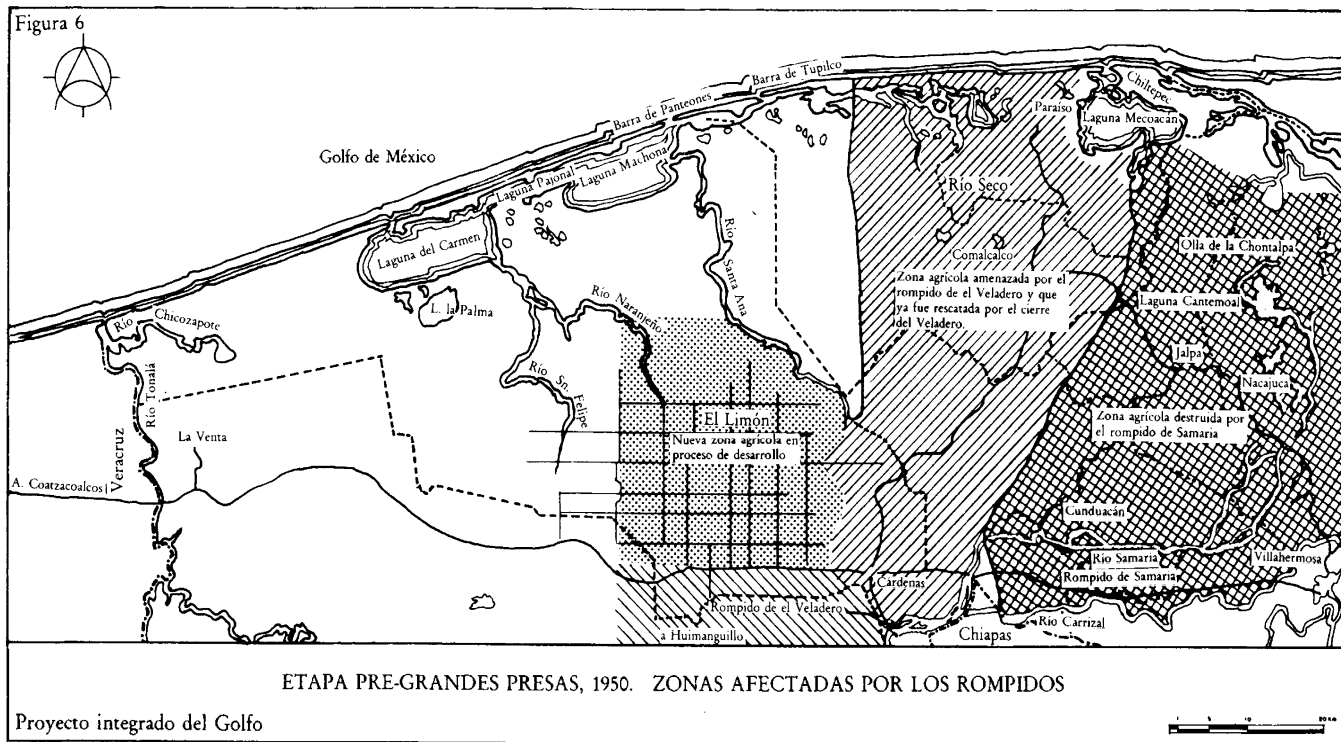 Figura 6
Golfo de México
Barra de Panteones
Barra de Tupilco
Chiltepec
Paraíso
Laguna Mecoacán
Laguna Pajonal
Laguna Machona
Laguna del Carmen
L. la Palma
Río Seco
Comalcalco
Río Santa Ana
Río Naranjeño
Zona agrícola amenazada por el
rompido de el Veladero y que
ya fue rescatada por el cierre
del Veladero.
Olla de la Chontalpa
Laguna Cantemoal
Jalpa
Nacajuca
Zona agrícola destruida por
el rompido de Samaria
Río Chicozapote
Río Tonalá
Veracruz
La Venta
A. Coatzacoalcos
Río Sn. Felipe
El Limón
Nueva zona agrícola en
proceso de desarrollo
Cunduacán
Río Samaria
Villahermosa
Rompido de Samaria
Cárdenas
Rompido de el Veladero
a Huimanguillo
Chiapas
Río Carrizal
ETAPA PRE-GRANDES PRESAS, 1950. ZONAS AFECTADAS POR LOS ROMPIDOS
Proyecto integrado del Golfo